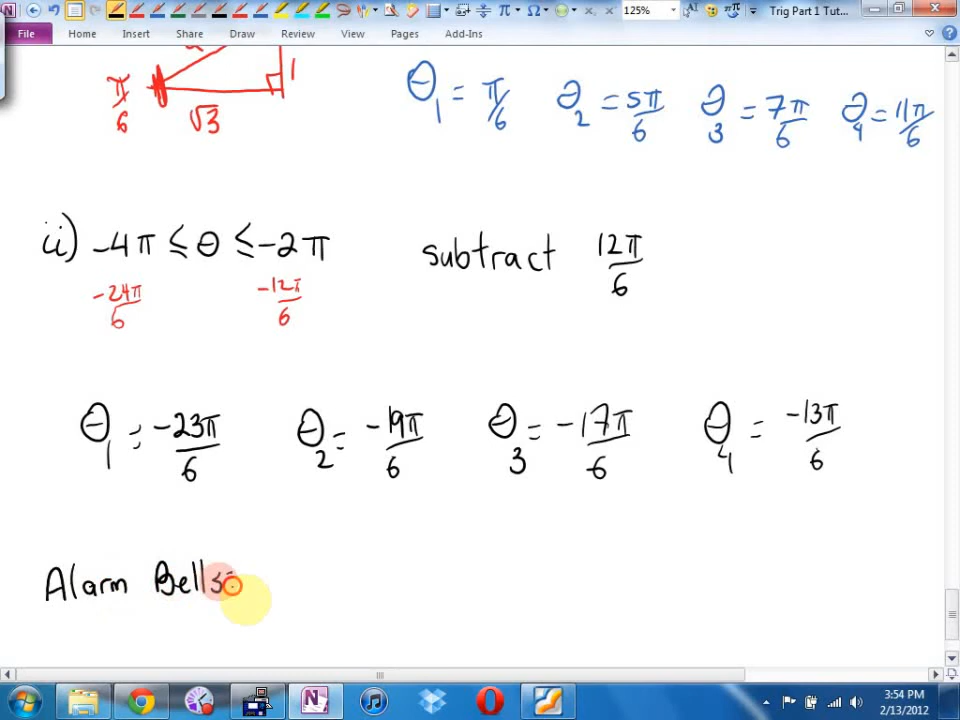 125%
Trig Part 1 Tut...
File Home Insert Share Draw Review View Pages Add-Ins
1
π/6
√3
θ1 = π/6 θ2 = 5π/6 θ3 = 7π/6 θ4 = 11π/6
ii) -4π ≤ θ ≤ -2π subtract 12π/6
-24π/6 -12π/6
θ1 = -23π/6 θ2 = -19π/6 θ3 = -17π/6 θ4 = -13π/6
Alarm Bells
3:54 PM
2/13/2012